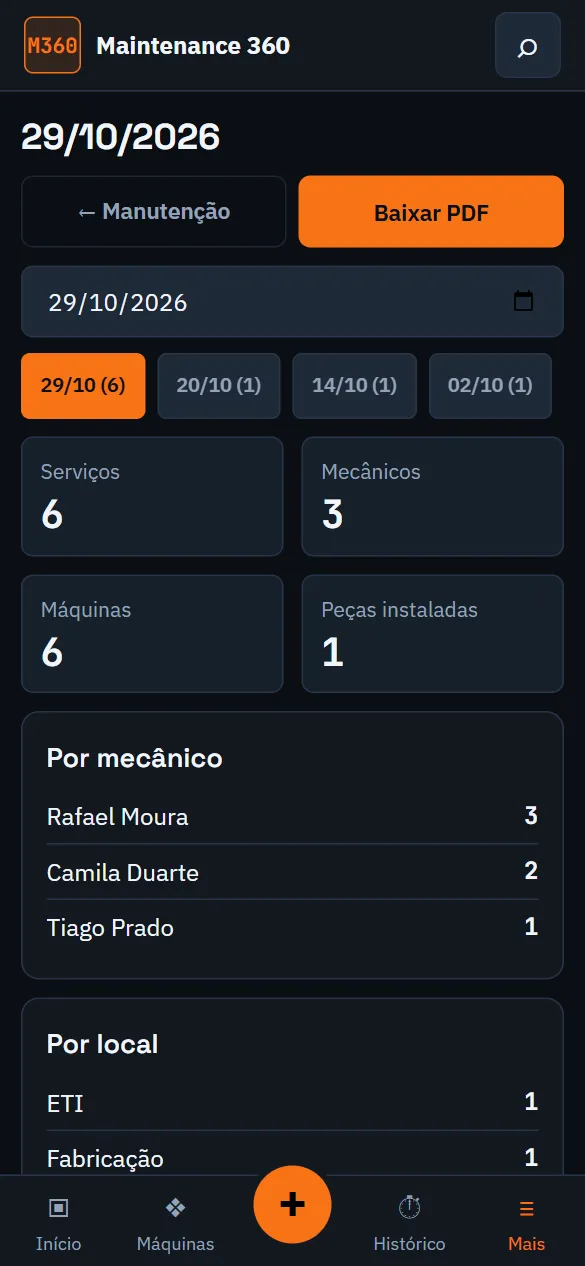 M360 Maintenance 360
29/10/2026
← Manutenção Baixar PDF
29/10/2026
29/10 (6) 20/10 (1) 14/10 (1) 02/10 (1)
Serviços Mecânicos
6 3
Máquinas Peças instaladas
6 1
Por mecânico
Rafael Moura 3
Camila Duarte 2
Tiago Prado 1
Por local
ETI 1
Fabricação 1
+
Início Máquinas Histórico Mais